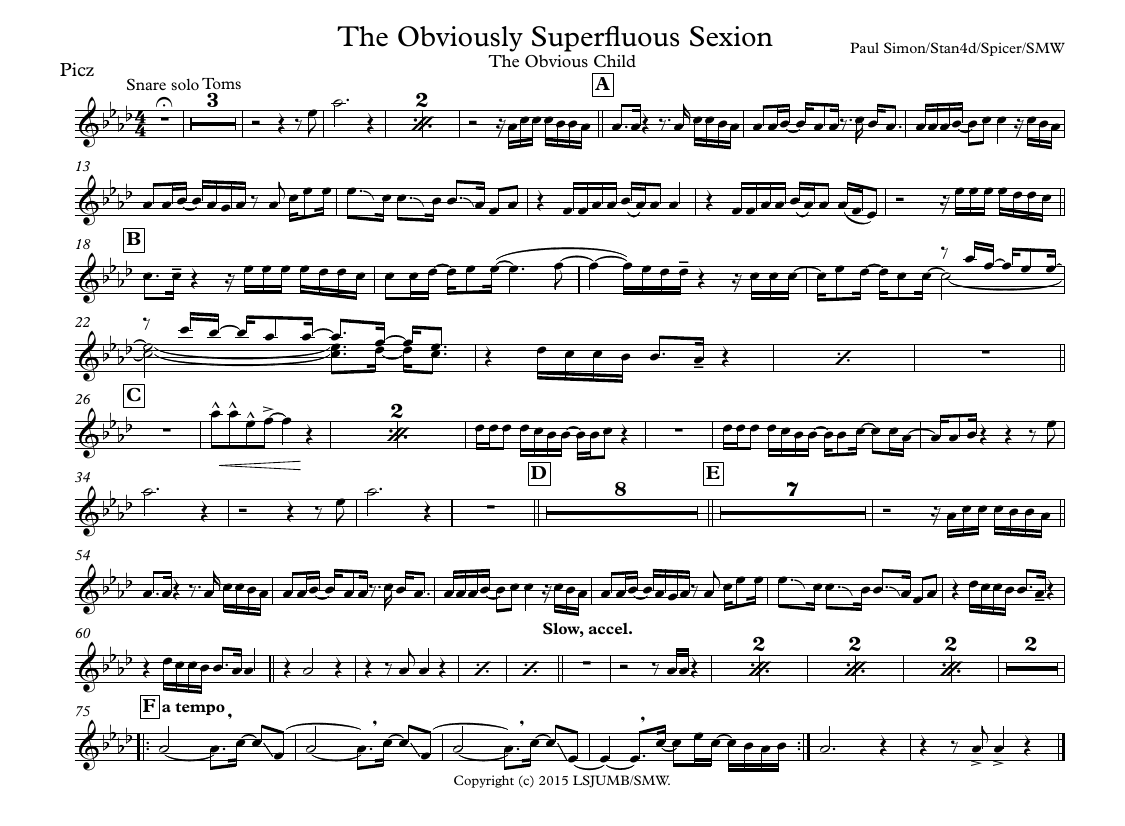 The Obviously Superfluous Sexion
The Obvious Child
Paul Simon/Stan4d/Spicer/SMW
Picz
Snare solo Toms
3
2
A
13
18
B
22
26
C
2
34
D
8
E
7
54
60
Slow, accel.
2
2
2
2
75
F a tempo
Copyright (c) 2015 LSJUMB/SMW.